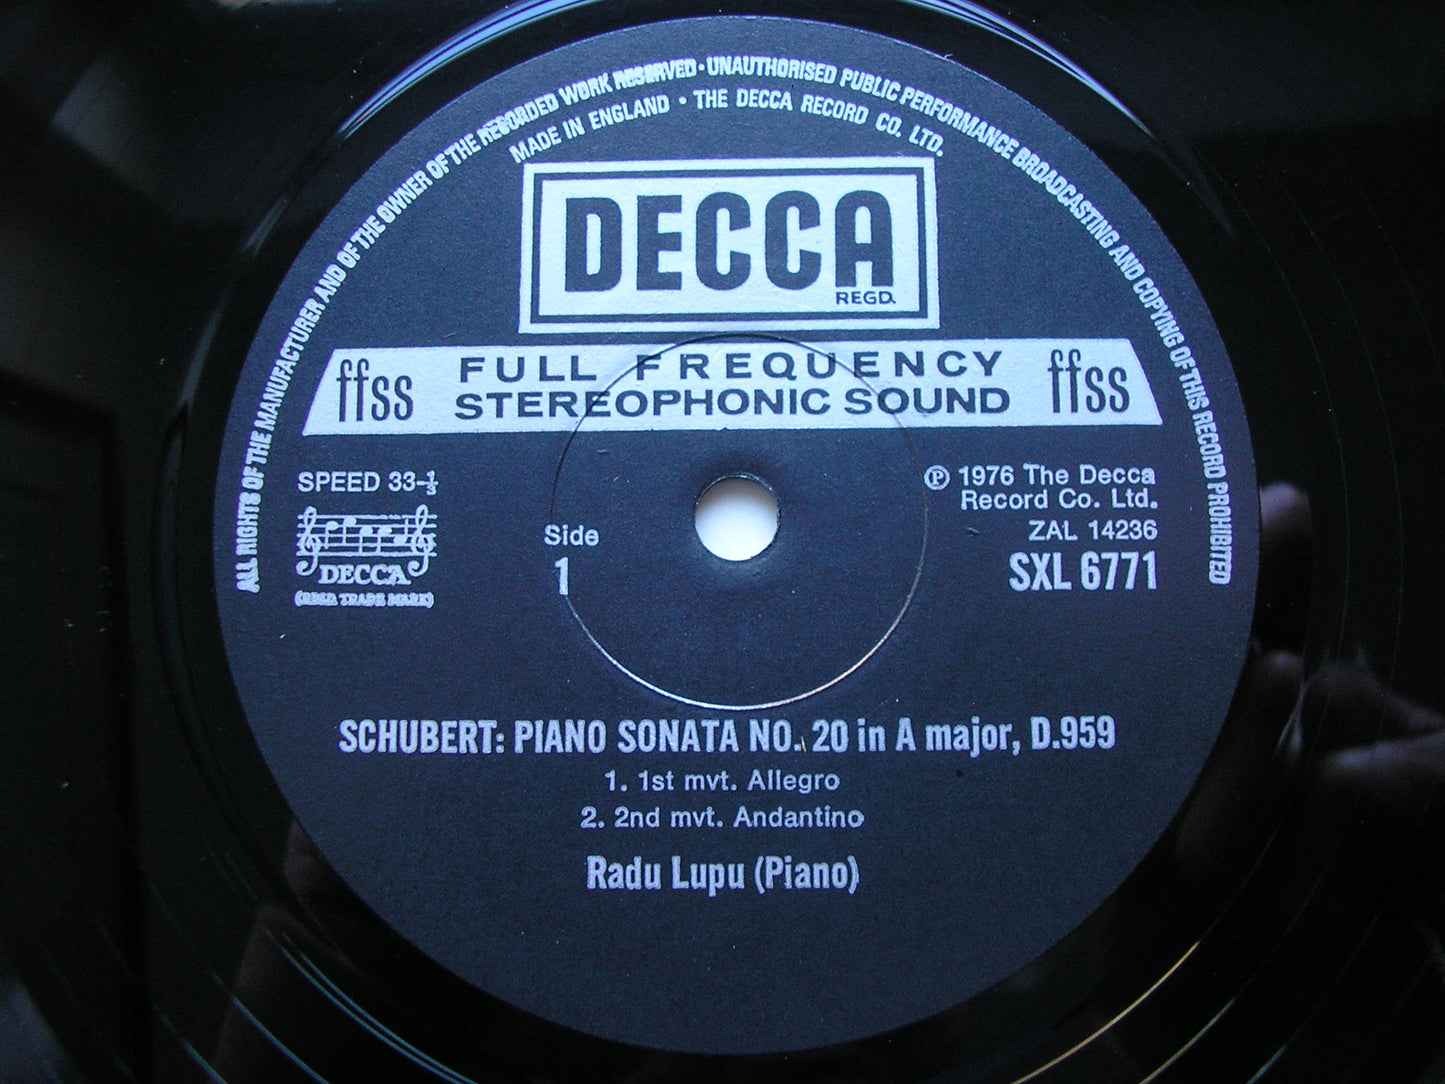 ALL RIGHTS OF THE MANUFACTURER AND OF THE OWNER OF THE RECORDED WORK RESERVED · UNAUTHORISED PUBLIC PERFORMANCE BROADCASTING AND COPYING OF THIS RECORD PROHIBITED
MADE IN ENGLAND • THE DECCA RECORD CO. LTD.
DECCA
REGD.
ffss FULL FREQUENCY STEREOPHONIC SOUND ffss
SPEED 33-⅓
DECCA
(REGD. TRADE MARK)
Side
1
℗ 1976 The Decca
Record Co. Ltd.
ZAL 14236
SXL 6771
SCHUBERT: PIANO SONATA NO. 20 in A major, D.959
1. 1st mvt. Allegro
2. 2nd mvt. Andantino
Radu Lupu (Piano)